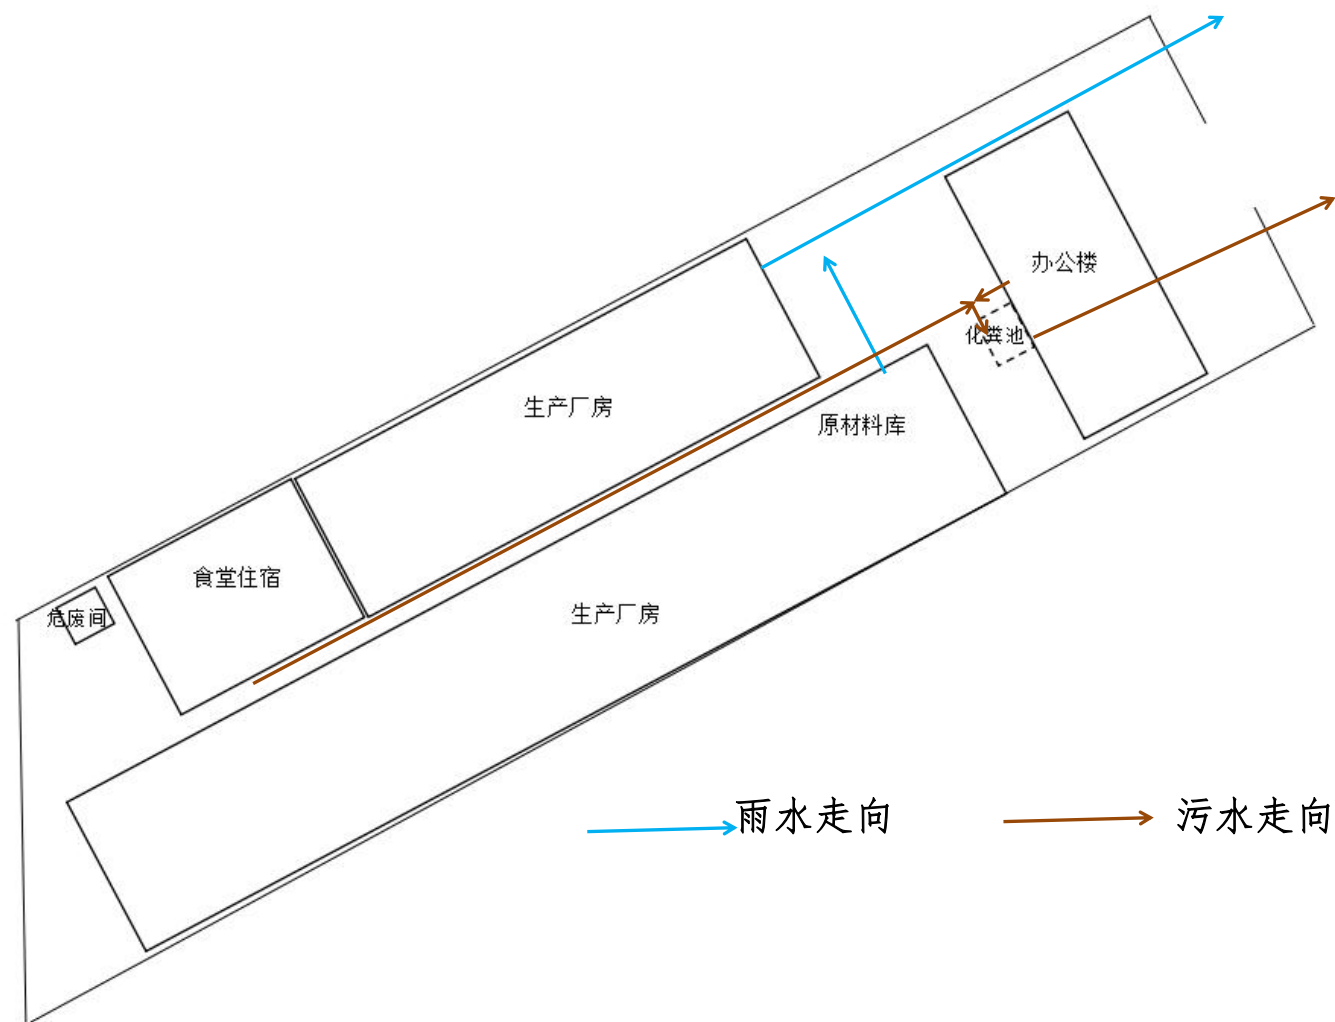 办公楼
化粪池
生产厂房
原材料库
食堂住宿
危废间
生产厂房
雨水走向
污水走向